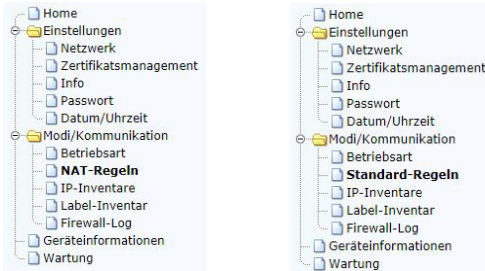 Home
Einstellungen
Netzwerk
Zertifikatsmanagement
Info
Passwort
Datum/Uhrzeit
Modi/Kommunikation
Betriebsart
NAT-Regeln
IP-Inventare
Label-Inventar
Firewall-Log
Geräteinformationen
Wartung
Home
Einstellungen
Netzwerk
Zertifikatsmanagement
Info
Passwort
Datum/Uhrzeit
Modi/Kommunikation
Betriebsart
Standard-Regeln
IP-Inventare
Label-Inventar
Firewall-Log
Geräteinformationen
Wartung